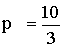 p = 10/3